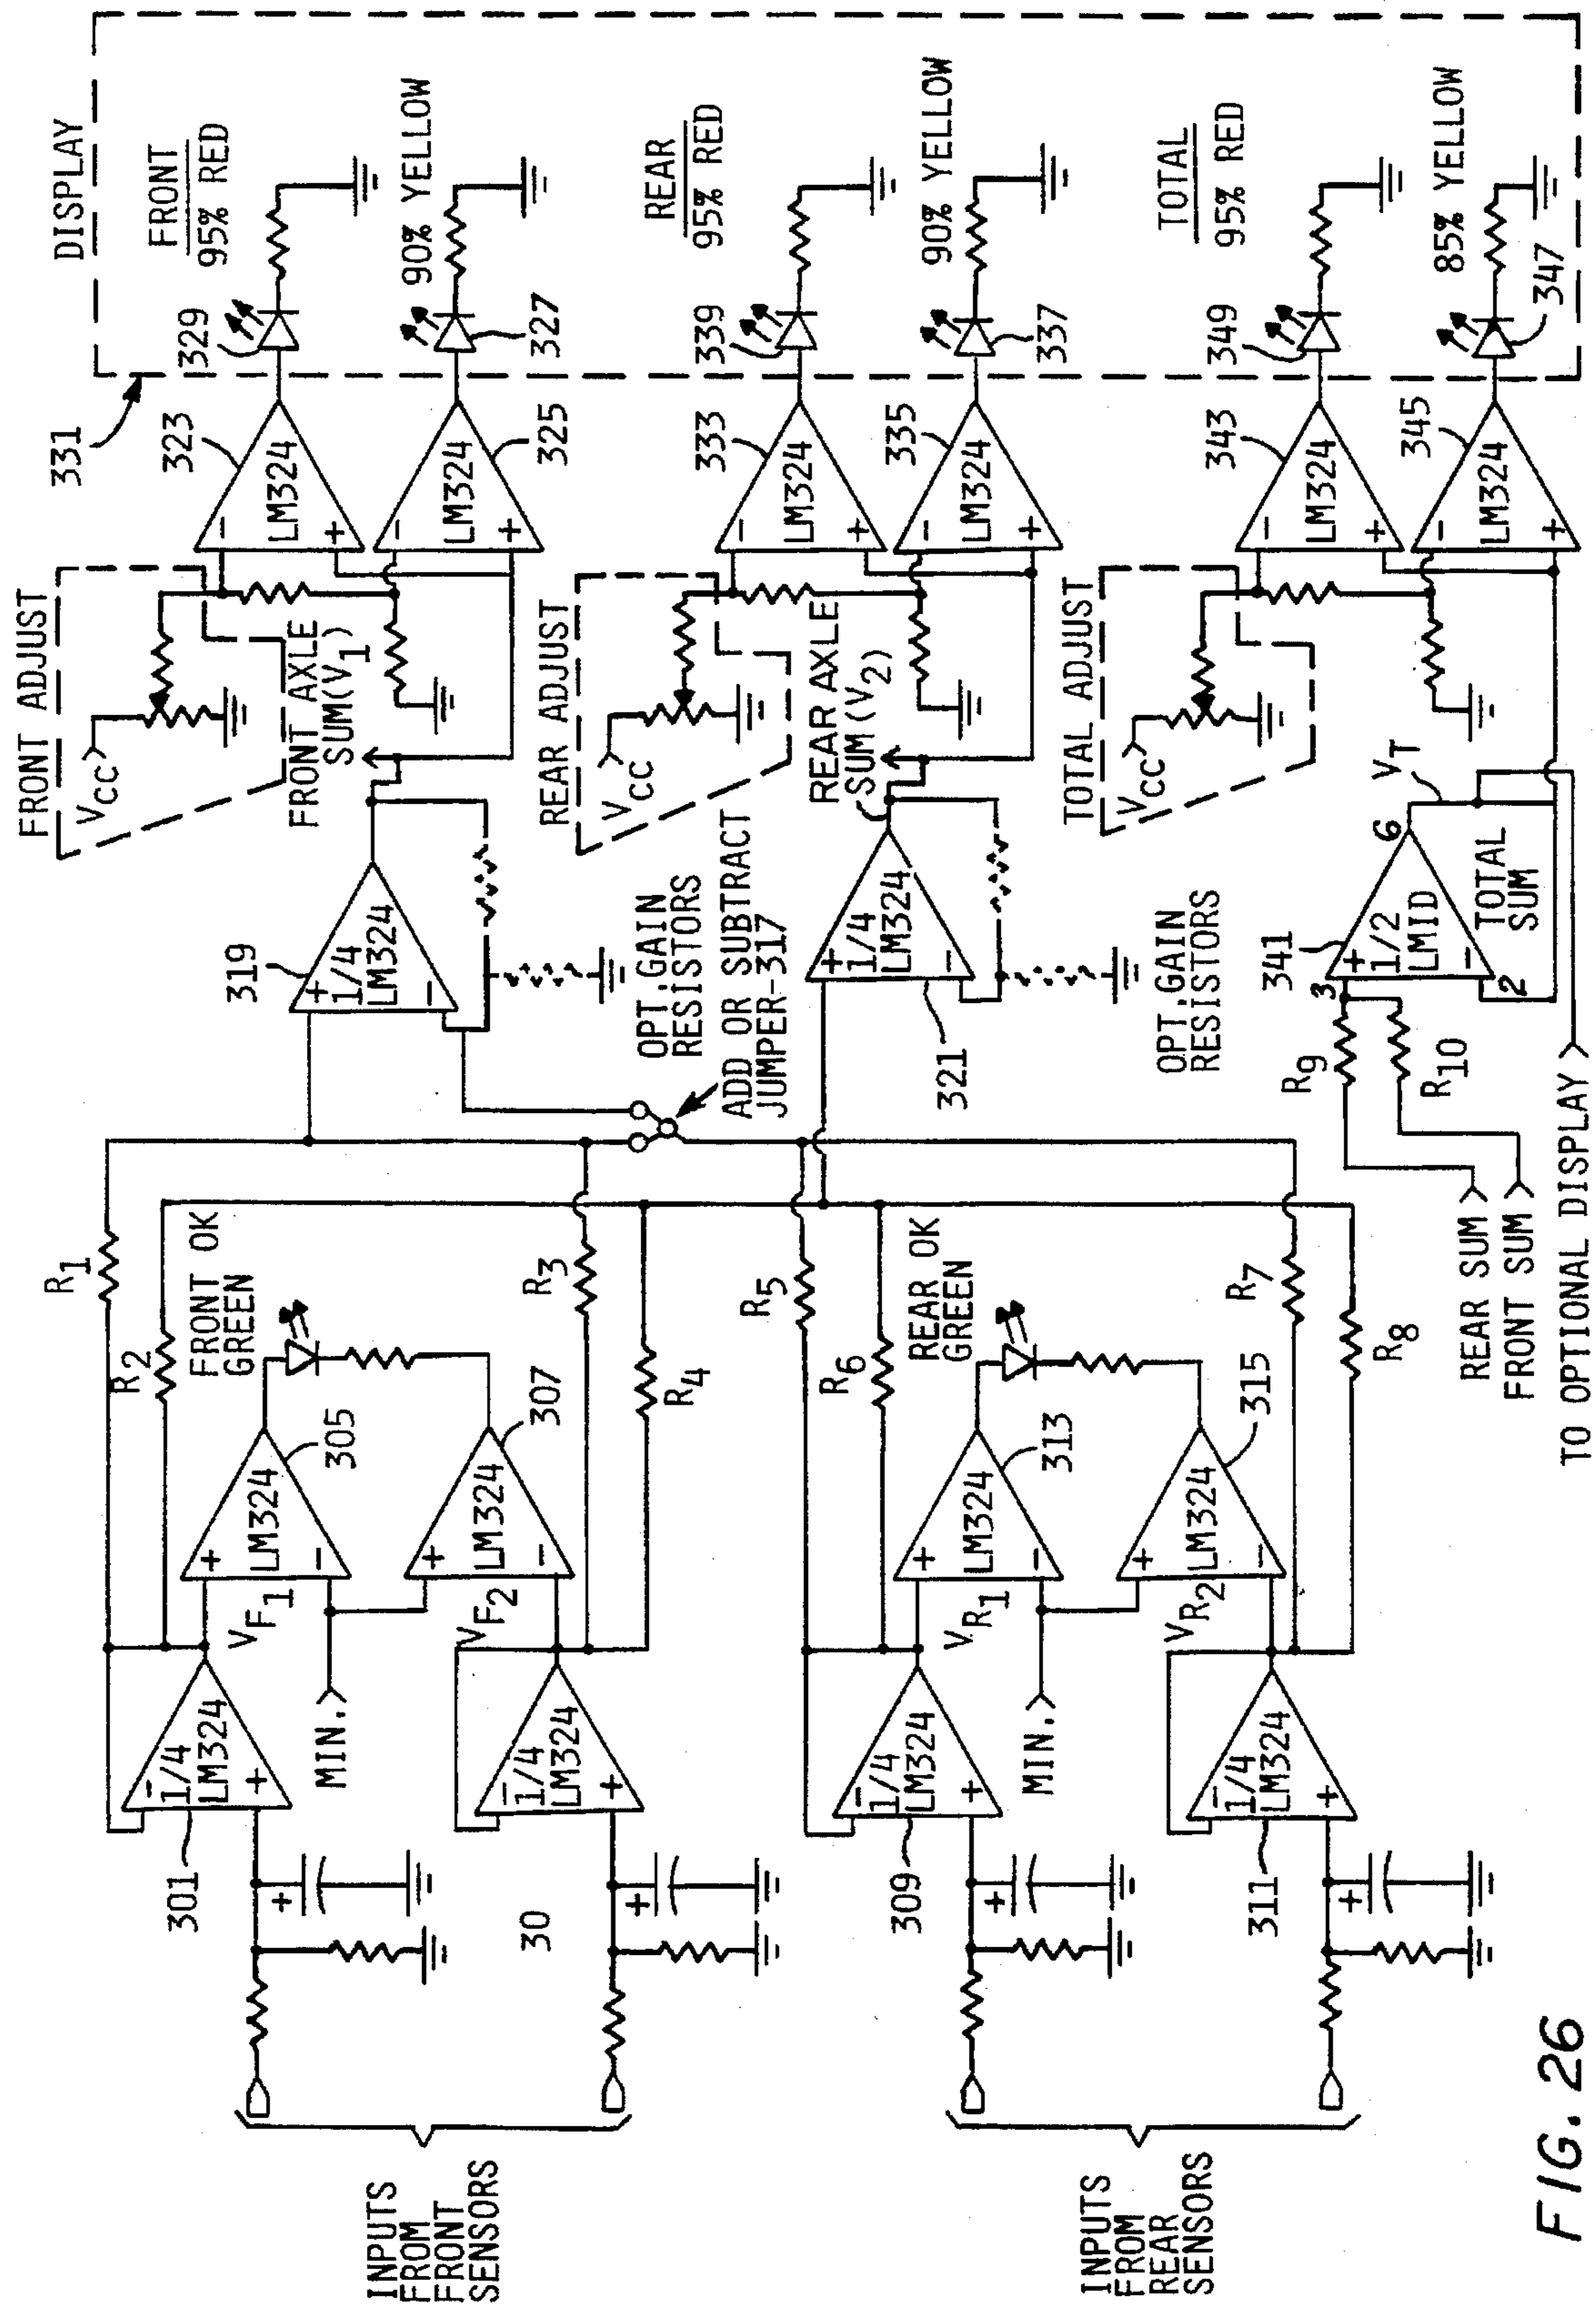 INPUTS
FROM
FRONT
SENSORS
INPUTS
FROM
REAR
SENSORS
301
1/4
LM324
−
+
30
1/4
LM324
−
+
309
1/4
LM324
−
+
311
1/4
LM324
−
+
MIN.
VF1
VF2
MIN.
VR1
VR2
LM324
+
−
305
LM324
+
−
307
LM324
+
−
313
LM324
+
−
315
FRONT OK
GREEN
REAR OK
GREEN
R1
R2
R3
R4
R5
R6
R7
R8
REAR SUM
FRONT SUM
TO OPTIONAL DISPLAY
R9
R10
319
+
1/4
LM324
−
OPT. GAIN
RESISTORS
ADD OR SUBTRACT
JUMPER-317
321
+
1/4
LM324
−
OPT. GAIN
RESISTORS
341
3
+
1/2
LMID
−
2
6
TOTAL
SUM
VT
FRONT ADJUST
VCC
FRONT AXLE
SUM(V1)
REAR ADJUST
VCC
REAR AXLE
SUM(V2)
TOTAL ADJUST
VCC
331
323
−
LM324
+
325
−
LM324
+
333
−
LM324
+
335
−
LM324
+
343
−
LM324
+
345
−
LM324
+
DISPLAY
FRONT
95% RED
329
90% YELLOW
327
REAR
95% RED
339
90% YELLOW
337
TOTAL
95% RED
349
85% YELLOW
347
FIG. 26